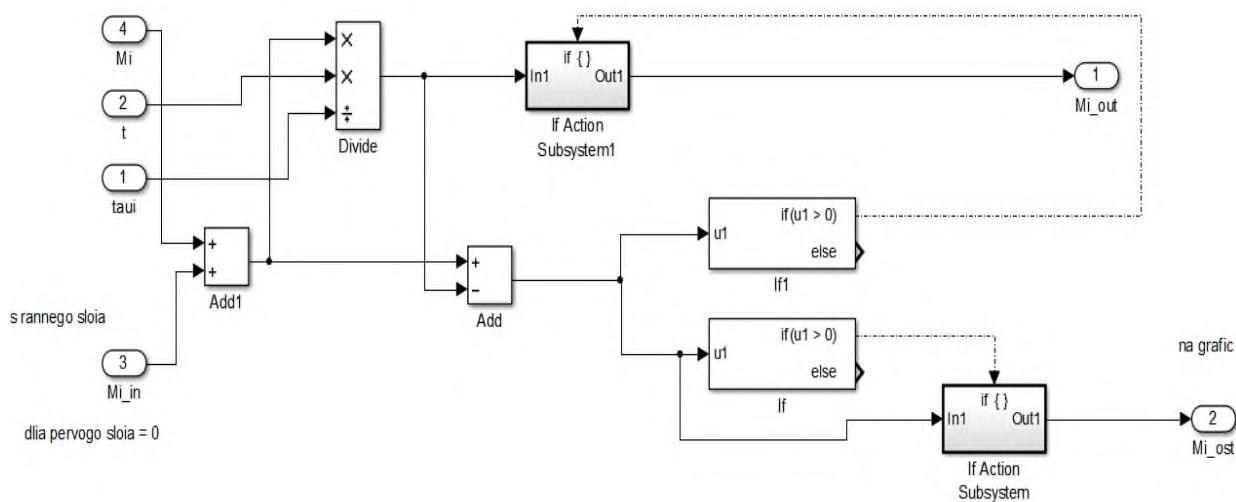 4
Mi
2
t
1
taui
×
×
÷
Divide
if { }
In1
Out1
If Action
Subsystem1
1
Mi_out
+
+
Add1
+
−
Add
u1
if(u1 > 0)
else
If1
u1
if(u1 > 0)
else
If
s rannego sloia
3
Mi_in
dlia pervogo sloia = 0
if { }
In1
Out1
If Action
Subsystem
na grafic
2
Mi_ost